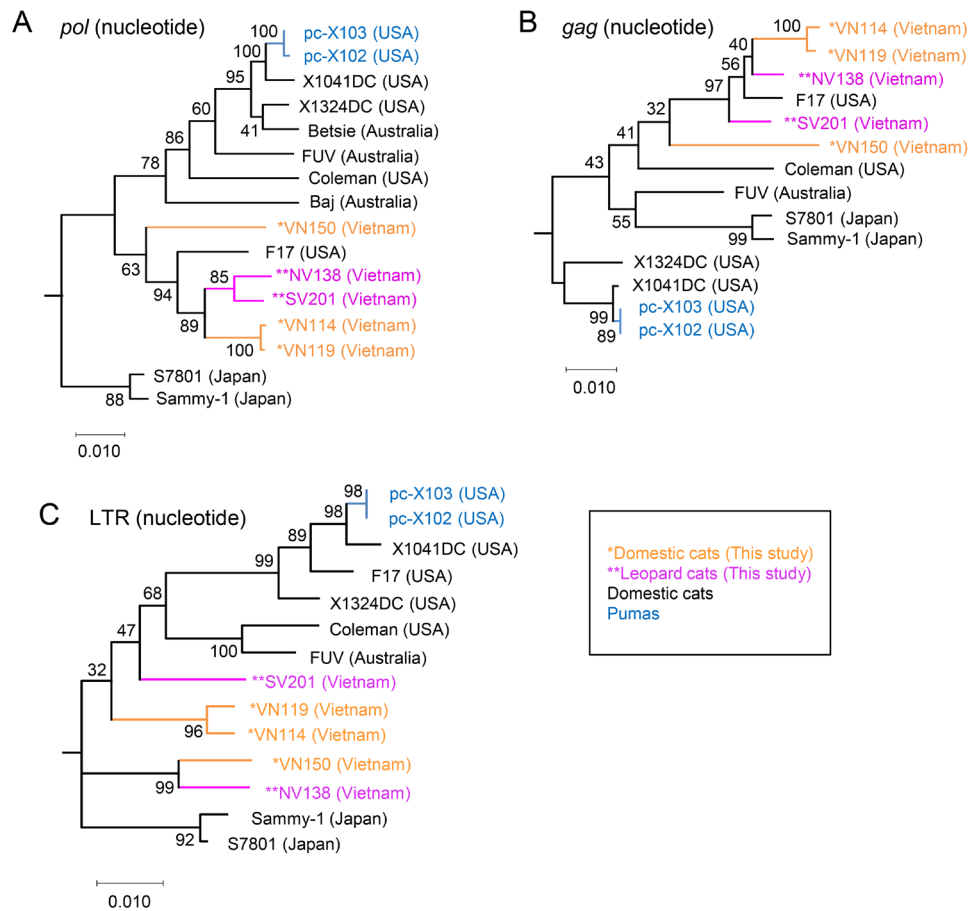 A
pol (nucleotide)
100
pc-X103 (USA)
pc-X102 (USA)
100
X1041DC (USA)
95
X1324DC (USA)
41
Betsie (Australia)
60
FUV (Australia)
86
Coleman (USA)
78
Baj (Australia)
*VN150 (Vietnam)
63
F17 (USA)
94
85
**NV138 (Vietnam)
**SV201 (Vietnam)
89
*VN114 (Vietnam)
100
*VN119 (Vietnam)
S7801 (Japan)
88
Sammy-1 (Japan)
0.010
B
gag (nucleotide)
100
*VN114 (Vietnam)
*VN119 (Vietnam)
40
56
**NV138 (Vietnam)
97
F17 (USA)
**SV201 (Vietnam)
32
*VN150 (Vietnam)
41
Coleman (USA)
43
FUV (Australia)
55
S7801 (Japan)
99
Sammy-1 (Japan)
X1324DC (USA)
X1041DC (USA)
99
pc-X103 (USA)
89
pc-X102 (USA)
0.010
C
LTR (nucleotide)
98
pc-X103 (USA)
pc-X102 (USA)
98
X1041DC (USA)
89
F17 (USA)
99
X1324DC (USA)
68
Coleman (USA)
100
FUV (Australia)
47
**SV201 (Vietnam)
32
*VN119 (Vietnam)
96
*VN114 (Vietnam)
*VN150 (Vietnam)
99
**NV138 (Vietnam)
Sammy-1 (Japan)
92
S7801 (Japan)
0.010
*Domestic cats (This study)
**Leopard cats (This study)
Domestic cats
Pumas